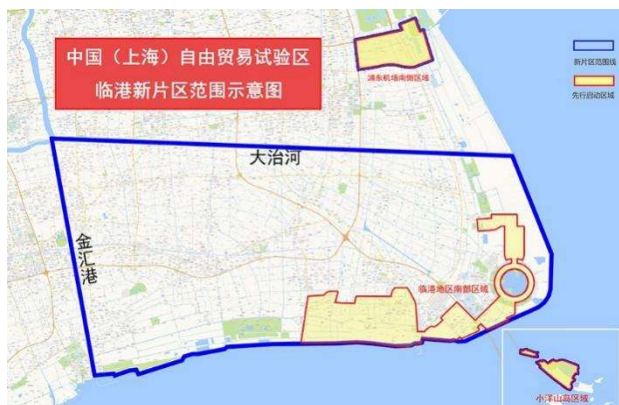 中国（上海）自由贸易试验区
临港新片区范围示意图
浦东机场南侧区域
新片区范围线
先行启动区域
大治河
金汇港
临港地区南部区域
小洋山岛区域